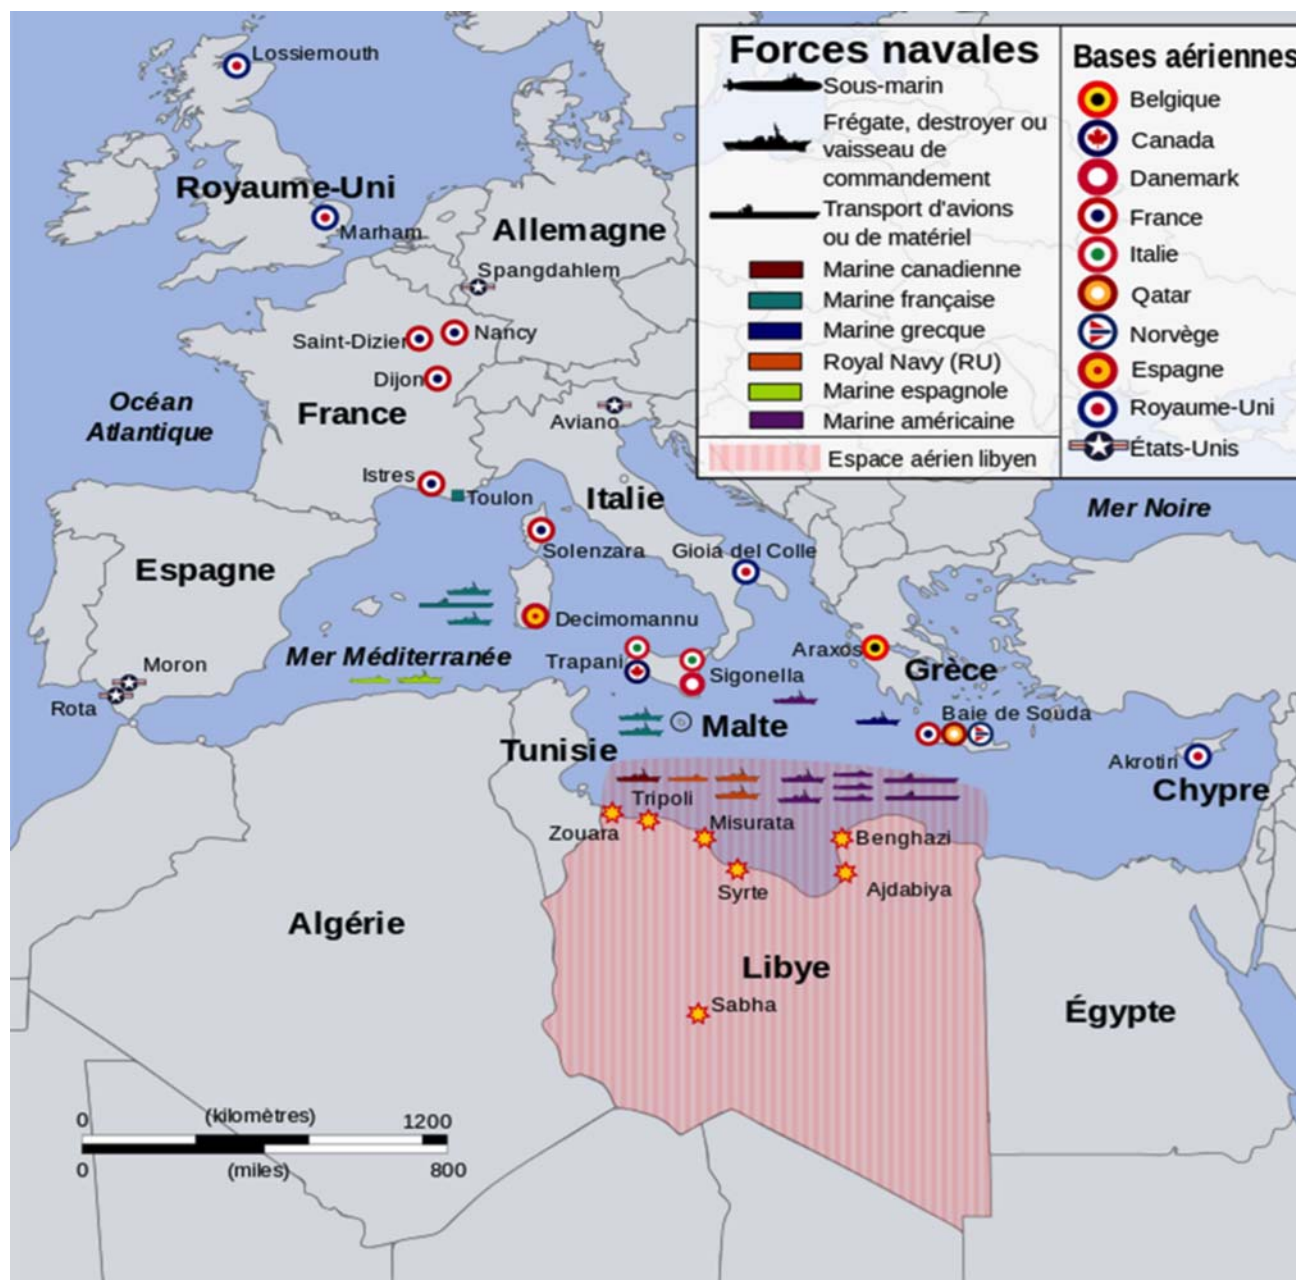 Lossiemouth
Royaume-Uni
Marham
Allemagne
Spangdahlem
Saint-Dizier
Nancy
Dijon
Océan
Atlantique
France
Aviano
Istres
Toulon
Italie
Mer Noire
Solenzara
Gioia del Colle
Espagne
Decimomannu
Mer Méditerranée
Trapani
Sigonella
Araxos
Grèce
Moron
Rota
Malte
Baie de Souda
Tunisie
Akrotiri
Chypre
Tripoli
Zouara
Misurata
Benghazi
Syrte
Ajdabiya
Algérie
Libye
Sabha
Égypte
0
(kilomètres)
1200
0
(miles)
800
Forces navales
Sous-marin
Frégate, destroyer ou
vaisseau de
commandement
Transport d'avions
ou de matériel
Marine canadienne
Marine française
Marine grecque
Royal Navy (RU)
Marine espagnole
Marine américaine
Espace aérien libyen
Bases aériennes
Belgique
Canada
Danemark
France
Italie
Qatar
Norvège
Espagne
Royaume-Uni
États-Unis